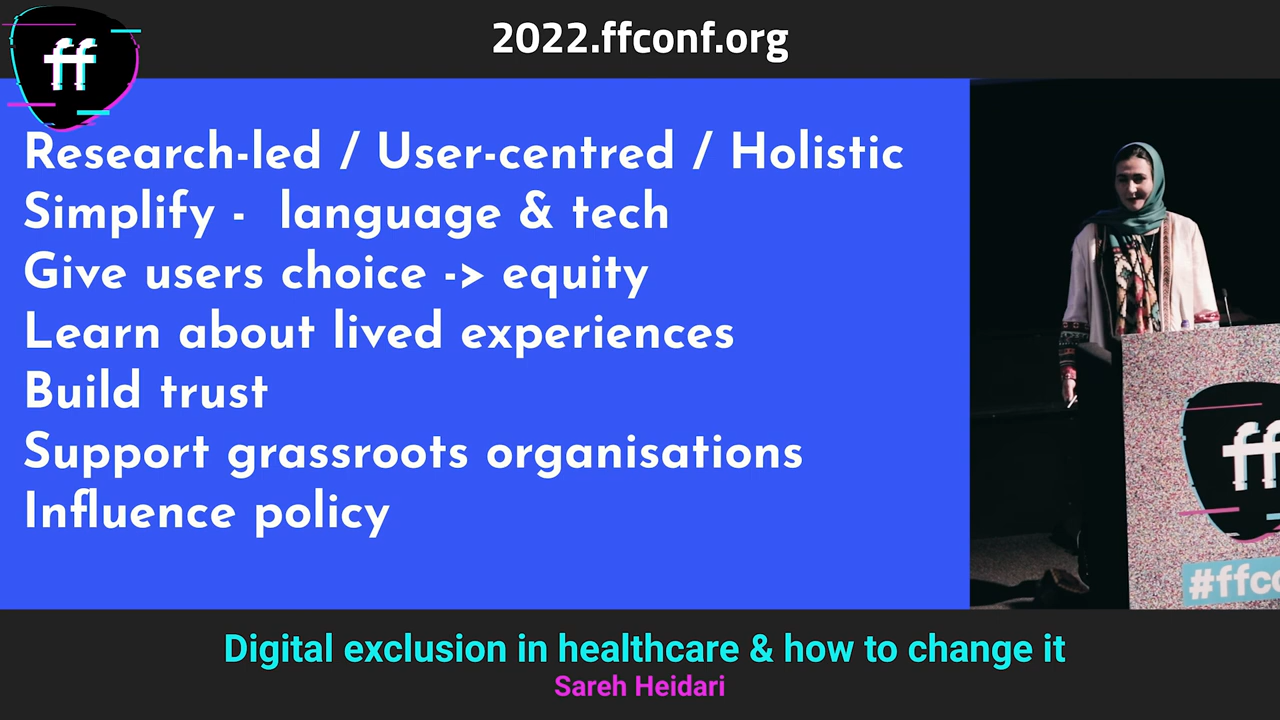 2022.ffconf.org
ff
Research-led / User-centred / Holistic
Simplify - language & tech
Give users choice -> equity
Learn about lived experiences
Build trust
Support grassroots organisations
Influence policy
ff
#ffco
Digital exclusion in healthcare & how to change it
Sareh Heidari